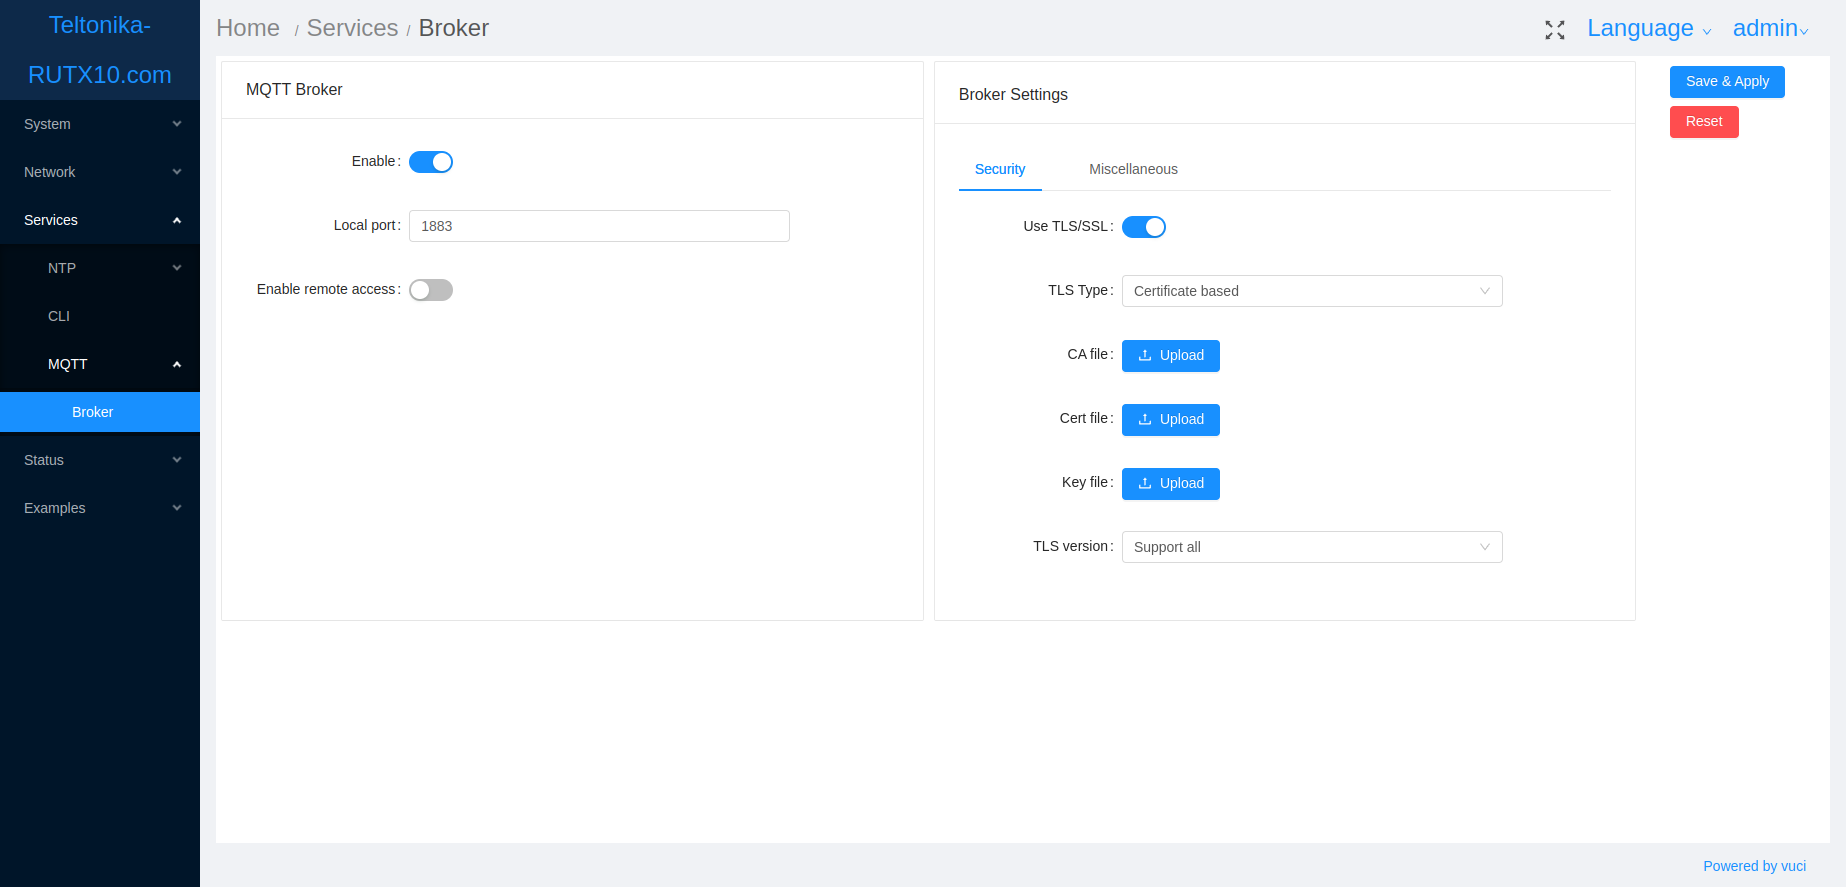 Teltonika-
RUTX10.com
System
Network
Services
NTP
CLI
MQTT
Broker
Status
Examples
Home / Services / Broker
Language
admin
MQTT Broker
Enable:
Local port: 1883
Enable remote access:
Broker Settings
Security Miscellaneous
Use TLS/SSL:
TLS Type: Certificate based
CA file: Upload
Cert file: Upload
Key file: Upload
TLS version: Support all
Save & Apply
Reset
Powered by vuci